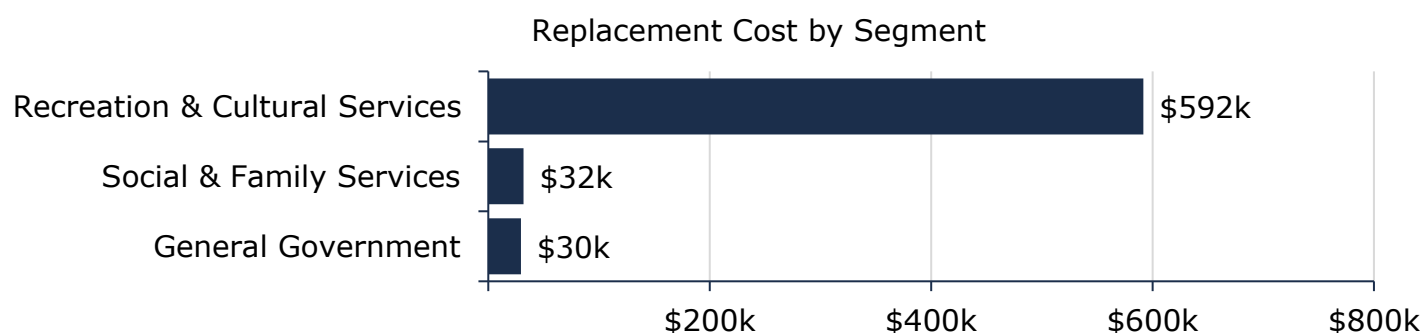 Replacement Cost by Segment
Recreation & Cultural Services $592k
Social & Family Services $32k
General Government $30k
$200k $400k $600k $800k